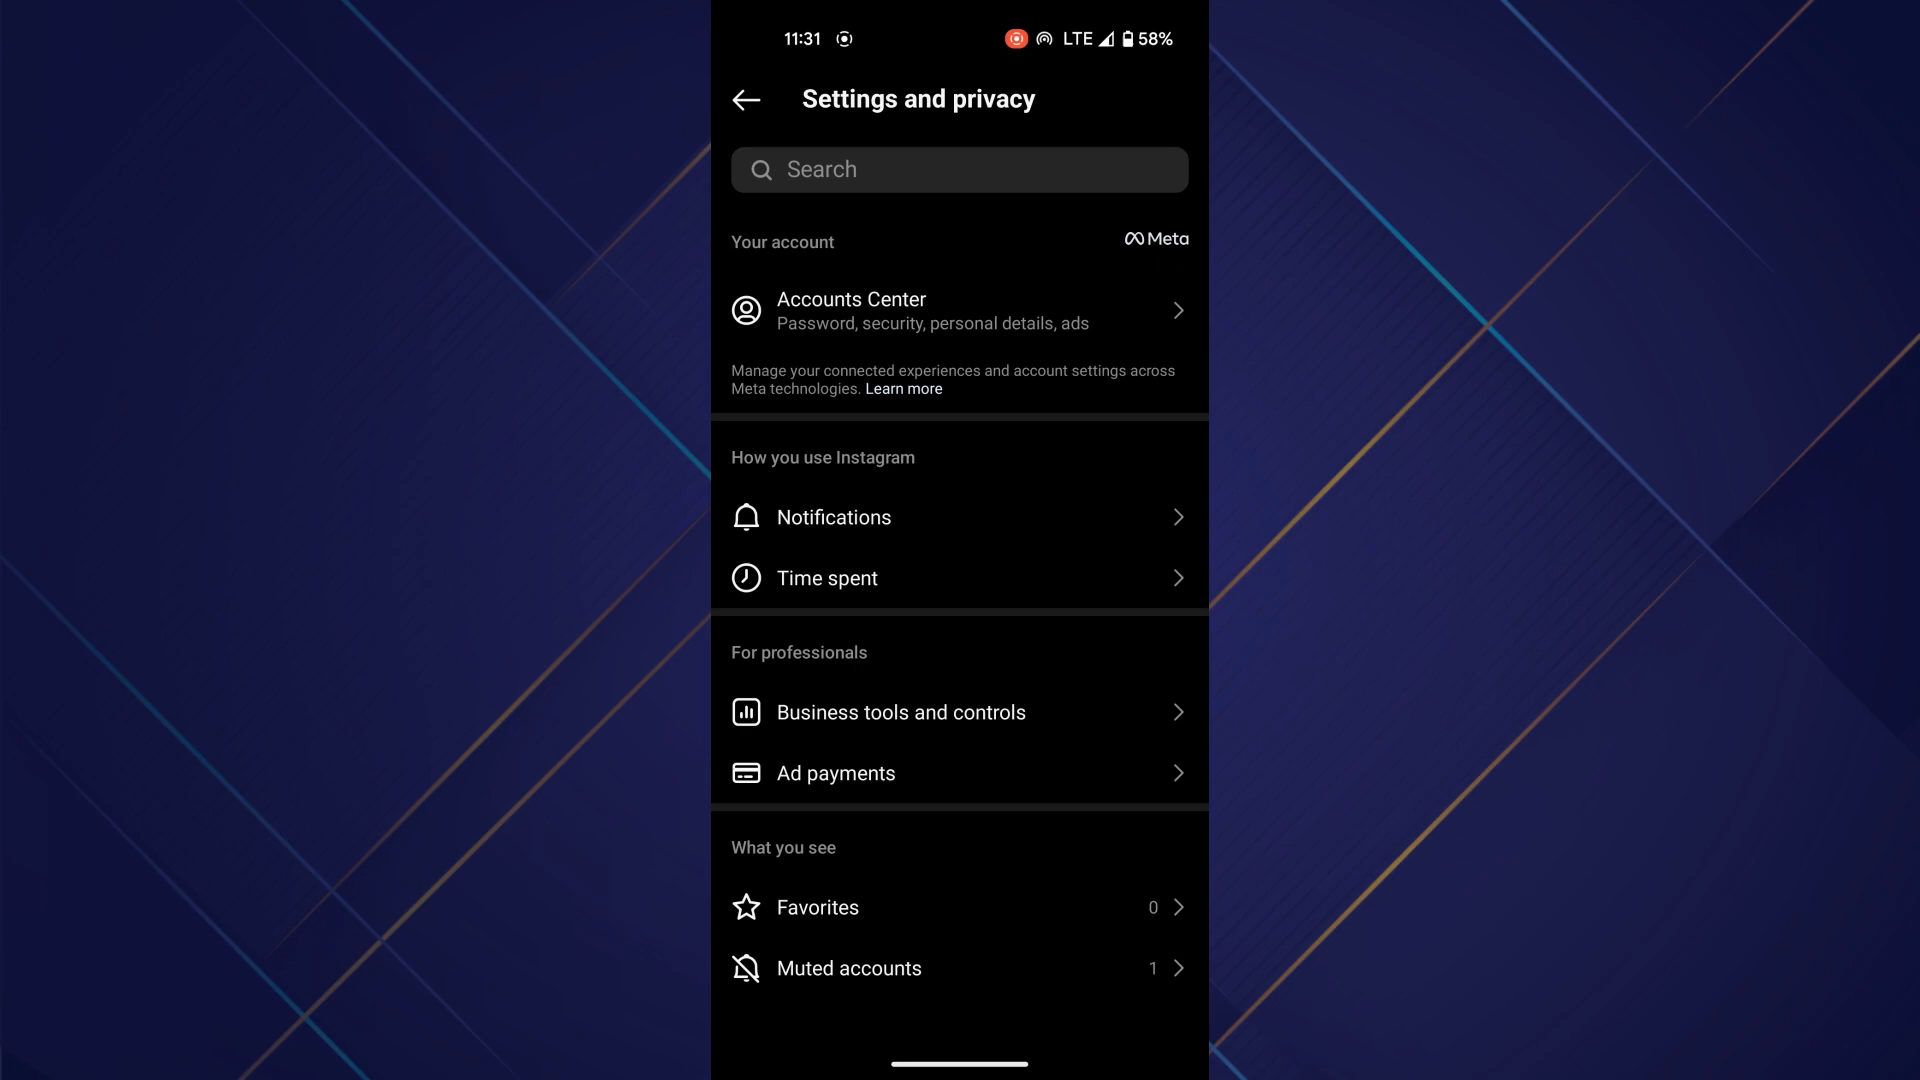 11:31 LTE 58%
Settings and privacy
Search
Your account Meta
Accounts Center
Password, security, personal details, ads
Manage your connected experiences and account settings across
Meta technologies. Learn more
How you use Instagram
Notifications
Time spent
For professionals
Business tools and controls
Ad payments
What you see
Favorites 0
Muted accounts 1